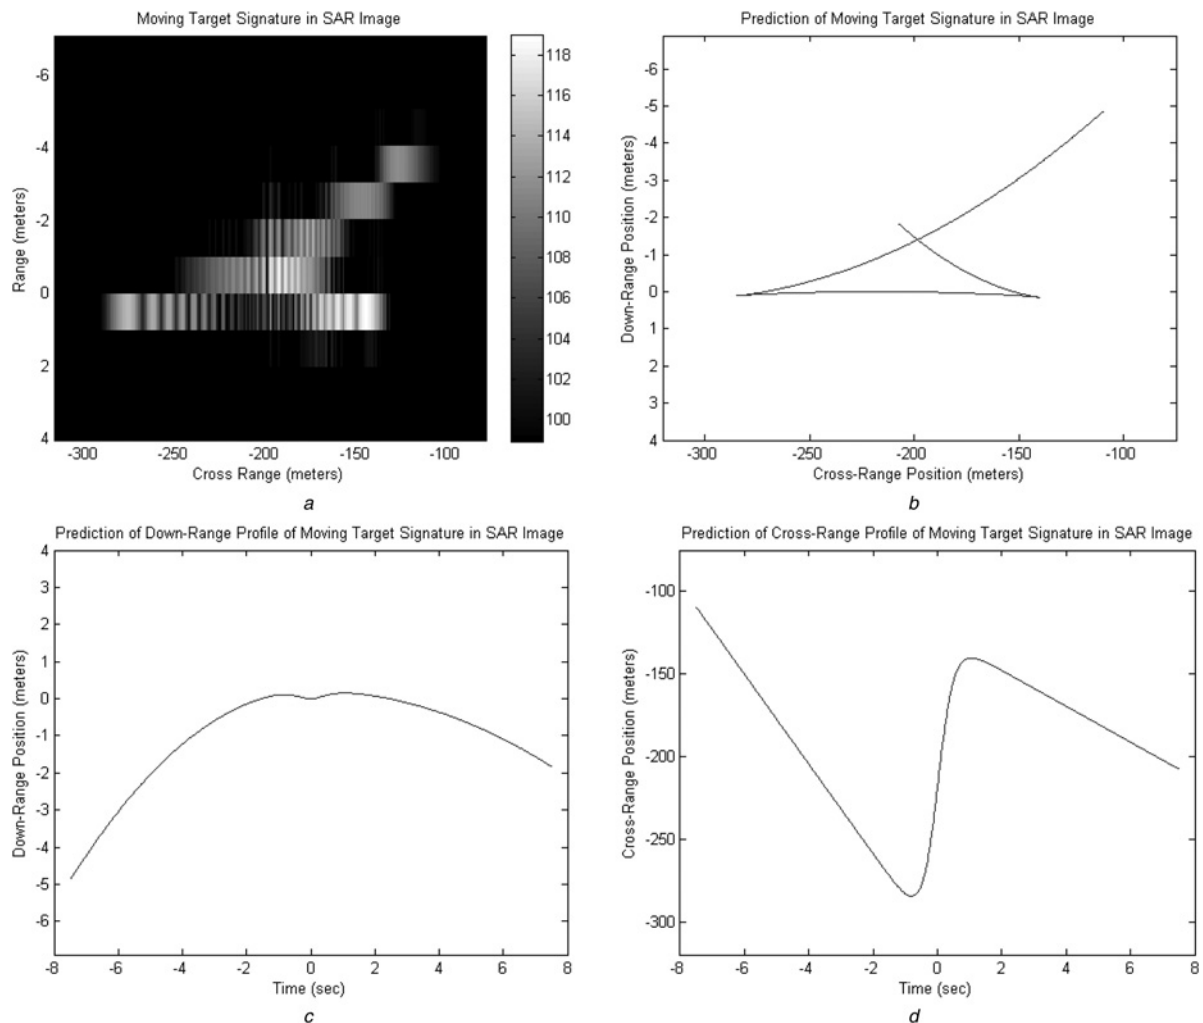 Moving Target Signature in SAR Image
-6
-4
-2
0
2
4
Range (meters)
-300 -250 -200 -150 -100
Cross Range (meters)
118
116
114
112
110
108
106
104
102
100
a
Prediction of Moving Target Signature in SAR Image
-6
-5
-4
-3
-2
-1
0
1
2
3
4
Down-Range Position (meters)
-300 -250 -200 -150 -100
Cross-Range Position (meters)
b
Prediction of Down-Range Profile of Moving Target Signature in SAR Image
4
3
2
1
0
-1
-2
-3
-4
-5
-6
Down-Range Position (meters)
-8 -6 -4 -2 0 2 4 6 8
Time (sec)
c
Prediction of Cross-Range Profile of Moving Target Signature in SAR Image
-100
-150
-200
-250
-300
Cross-Range Position (meters)
-8 -6 -4 -2 0 2 4 6 8
Time (sec)
d